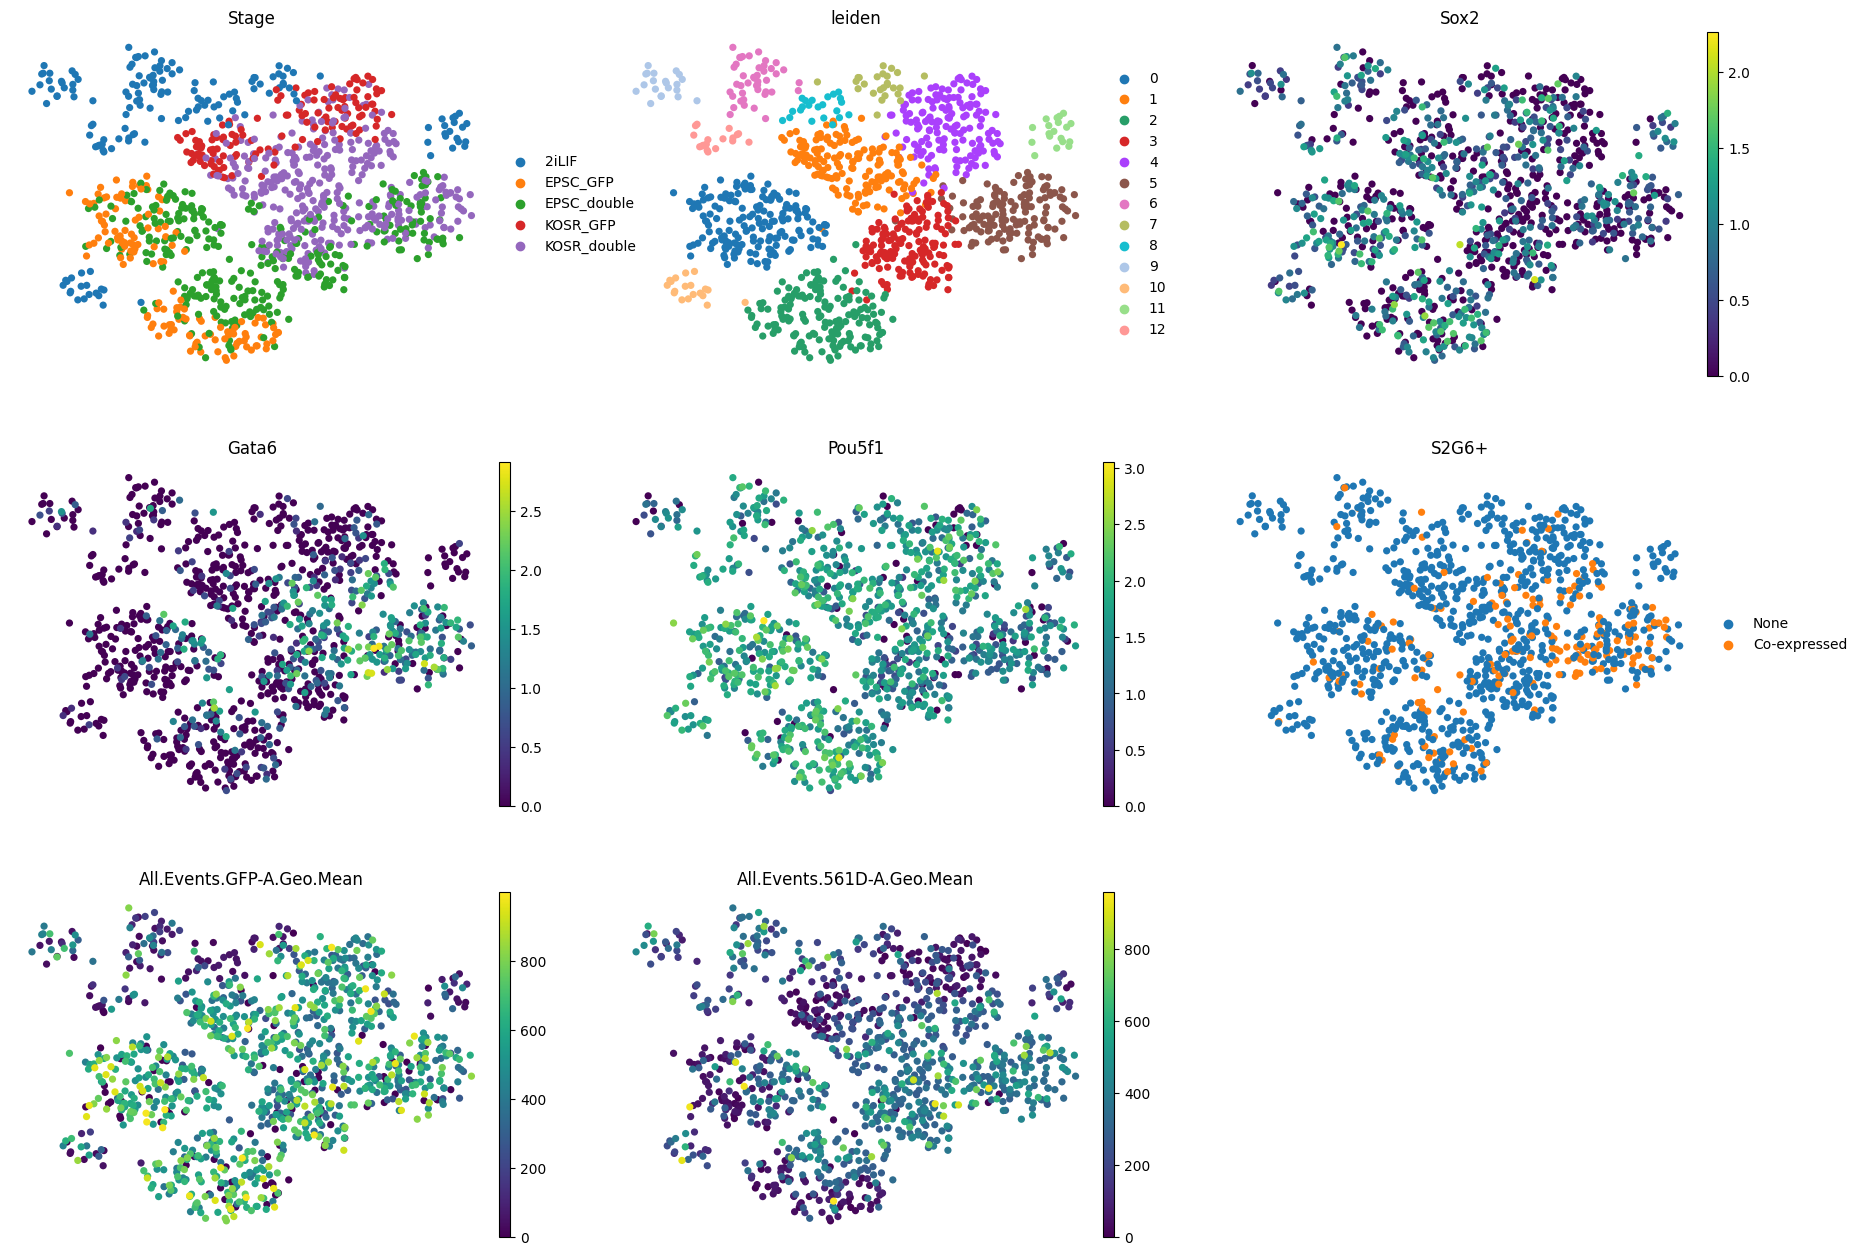 Stage
2iLIF
EPSC_GFP
EPSC_double
KOSR_GFP
KOSR_double
leiden
0
1
2
3
4
5
6
7
8
9
10
11
12
Sox2
2.0
1.5
1.0
0.5
0.0
Gata6
2.5
2.0
1.5
1.0
0.5
0.0
Pou5f1
3.0
2.5
2.0
1.5
1.0
0.5
0.0
S2G6+
None
Co-expressed
All.Events.GFP-A.Geo.Mean
800
600
400
200
0
All.Events.561D-A.Geo.Mean
800
600
400
200
0